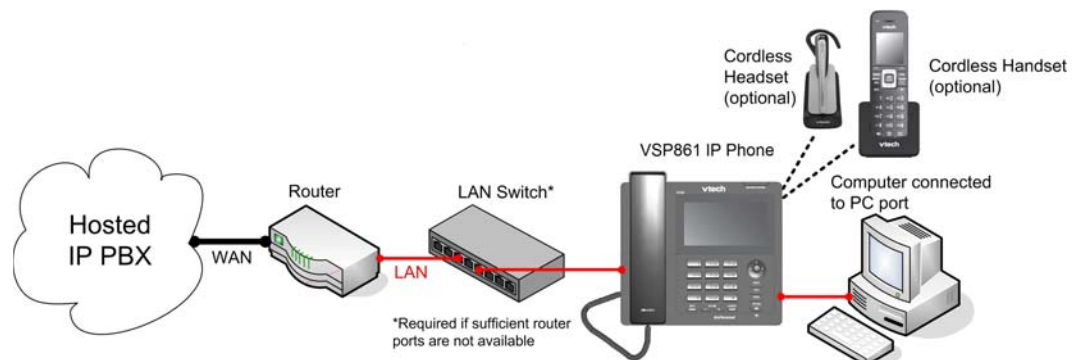 Cordless
Headset
(optional)
Cordless Handset
(optional)
VSP861 IP Phone
Computer connected
to PC port
Router
LAN Switch*
Hosted
IP PBX
WAN
LAN
*Required if sufficient router
ports are not available
vtech
vtech